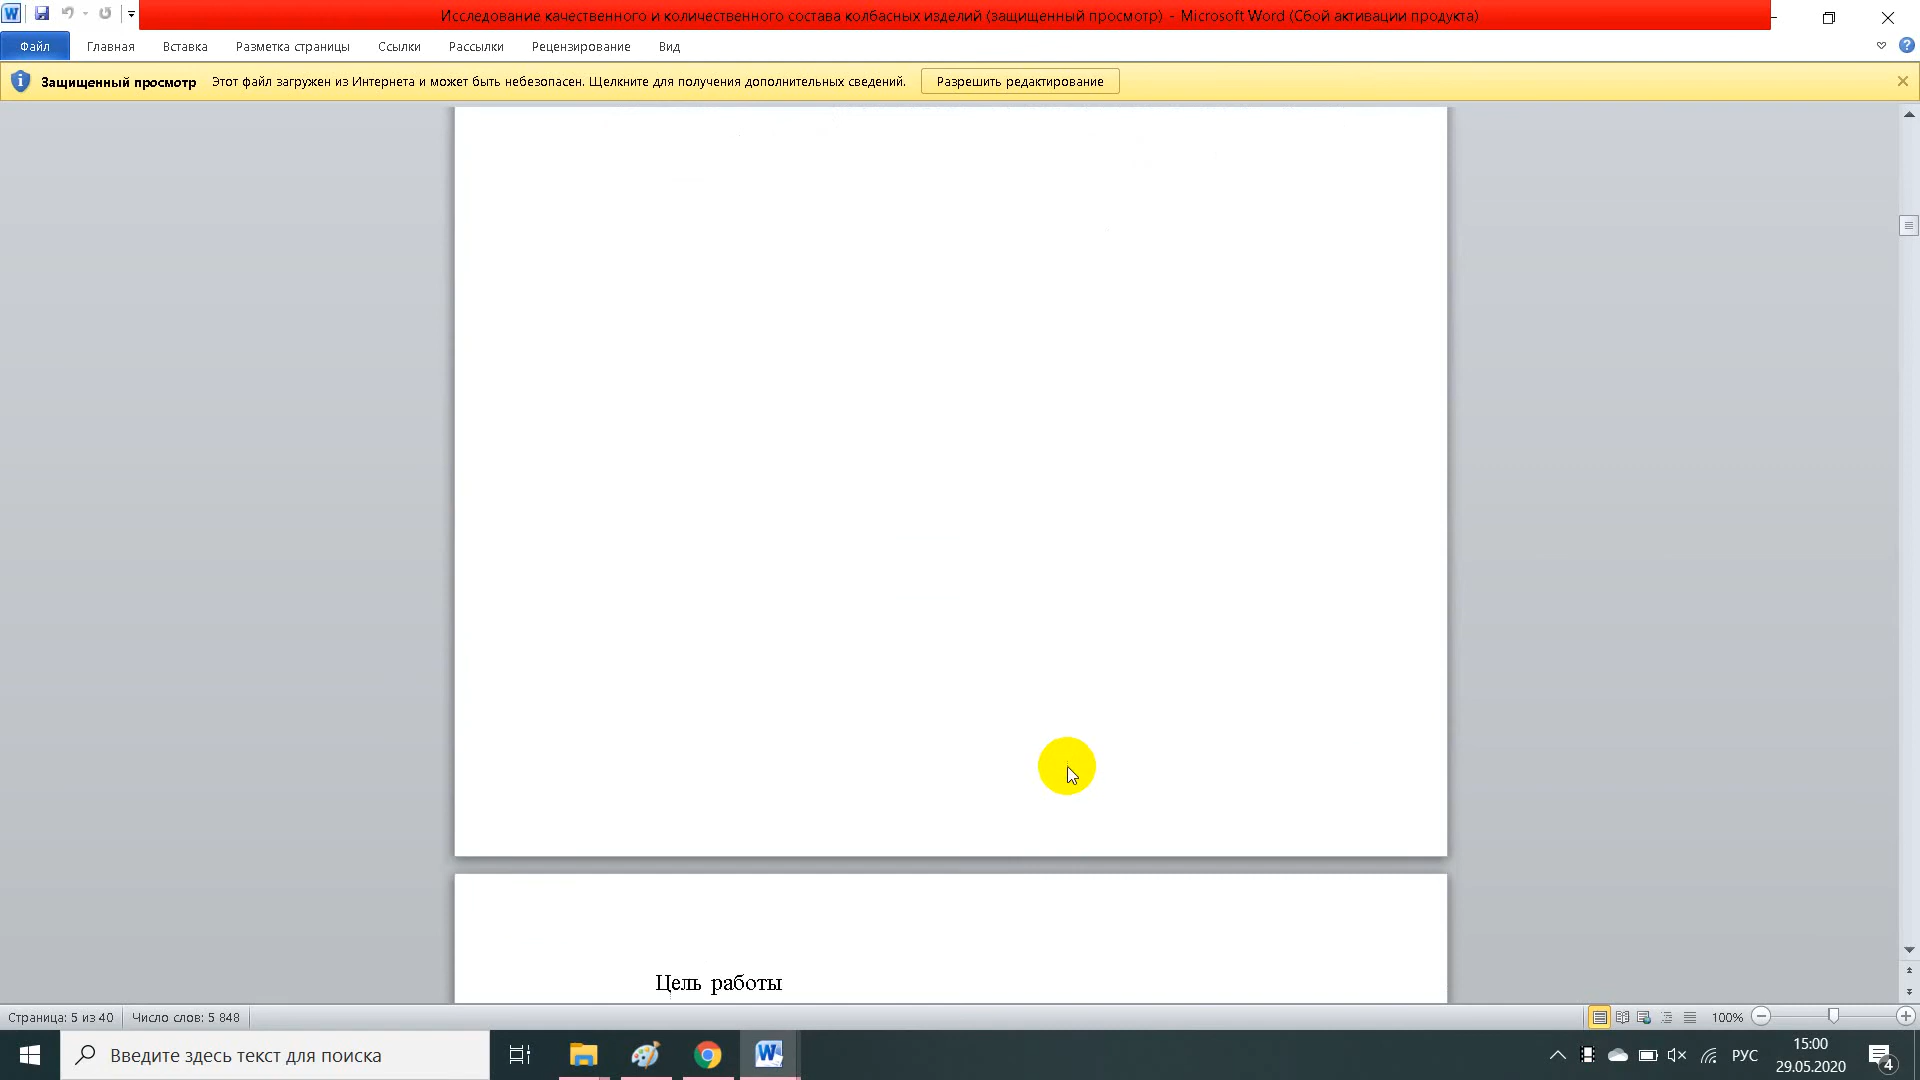 Исследование качественного и количественного состава колбасных изделий (защищенный просмотр) - Microsoft Word (Сбой активации продукта)
Файл Главная Вставка Разметка страницы Ссылки Рассылки Рецензирование Вид
Защищенный просмотр Этот файл загружен из Интернета и может быть небезопасен. Щелкните для получения дополнительных сведений. Разрешить редактирование
Цель работы
Страница: 5 из 40 Число слов: 5 848 100%
Введите здесь текст для поиска
РУС
15:00
29.05.2020
4